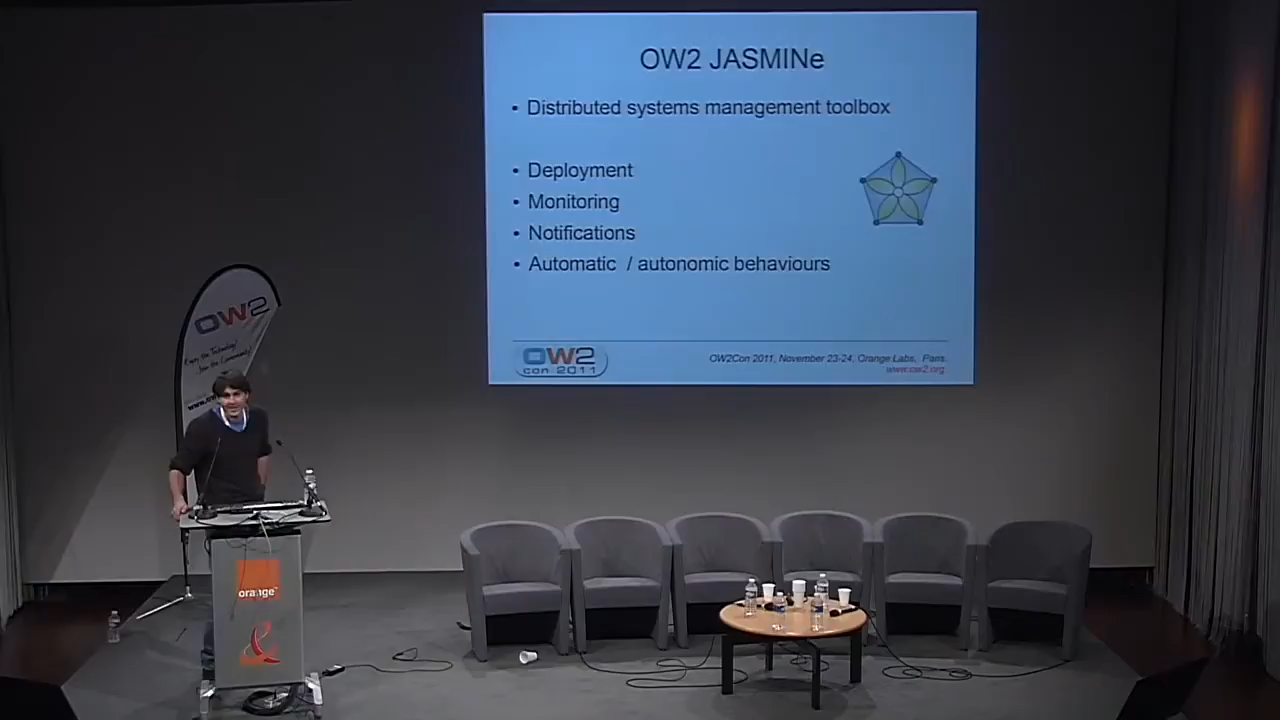 OW2 JASMINe
• Distributed systems management toolbox
• Deployment
• Monitoring
• Notifications
• Automatic / autonomic behaviours
OW2
con 2011
OW2Con 2011, November 23-24, Orange Labs, Paris.
www.ow2.org.
OW2
orange™